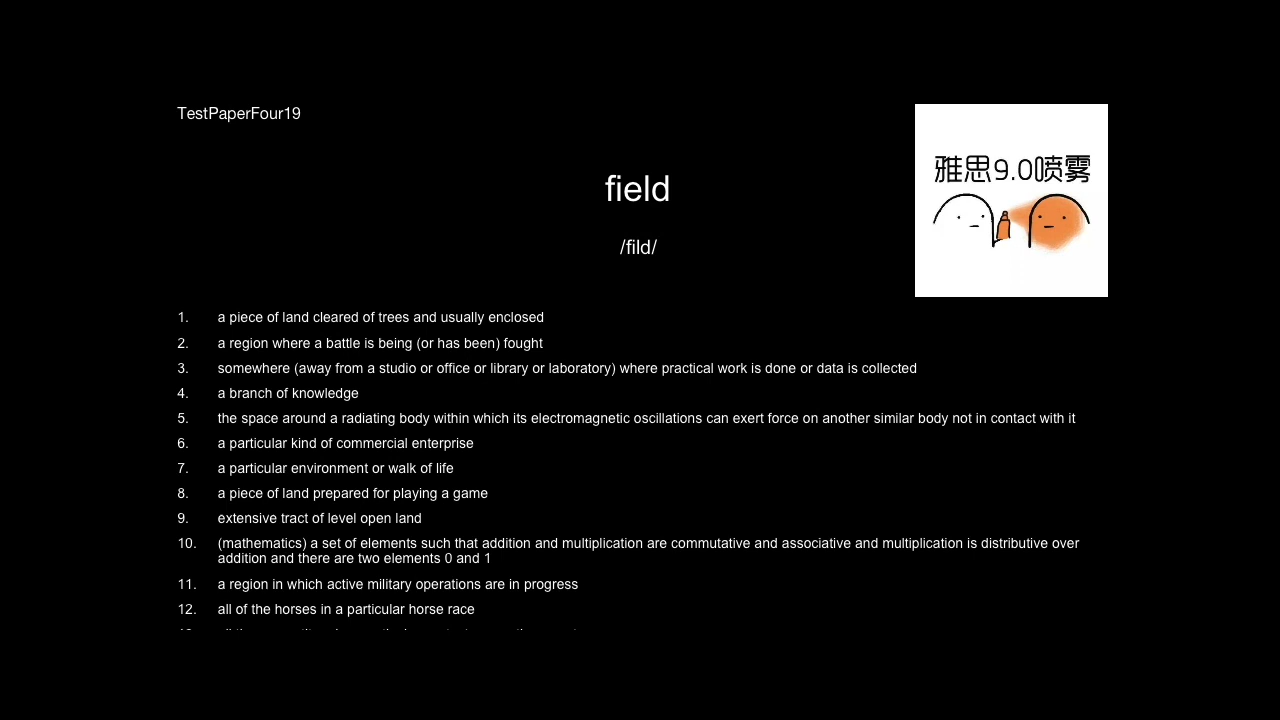 TestPaperFour19
雅思9.0喷雾
field
/fild/
1. a piece of land cleared of trees and usually enclosed
2. a region where a battle is being (or has been) fought
3. somewhere (away from a studio or office or library or laboratory) where practical work is done or data is collected
4. a branch of knowledge
5. the space around a radiating body within which its electromagnetic oscillations can exert force on another similar body not in contact with it
6. a particular kind of commercial enterprise
7. a particular environment or walk of life
8. a piece of land prepared for playing a game
9. extensive tract of level open land
10. (mathematics) a set of elements such that addition and multiplication are commutative and associative and multiplication is distributive over
addition and there are two elements 0 and 1
11. a region in which active military operations are in progress
12. all of the horses in a particular horse race